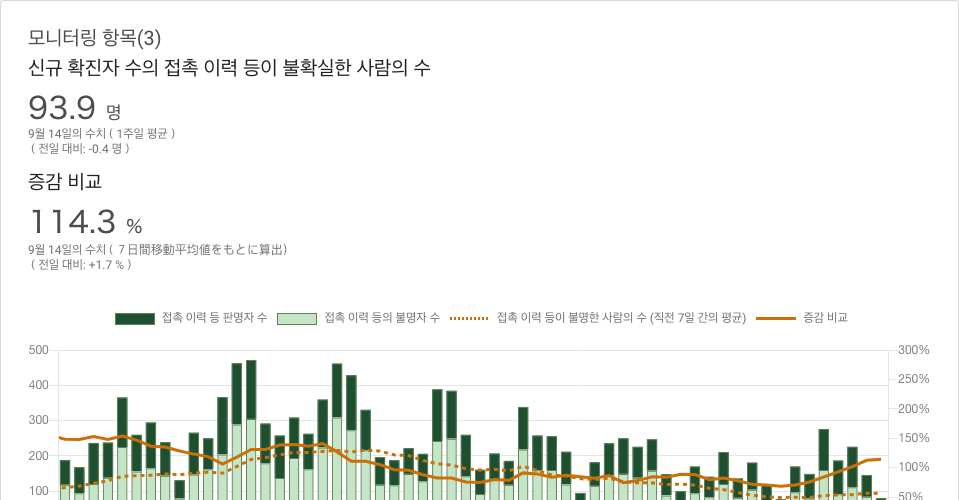 모니터링 항목(3)
신규 확진자 수의 접촉 이력 등이 불확실한 사람의 수
93.9 명
9월 14일의 수치 ( 1주일 평균 )
( 전일 대비: -0.4 명 )
증감 비교
114.3 %
9월 14일의 수치 ( 7 日間移動平均値をもとに算出)
( 전일 대비: +1.7 % )
접촉 이력 등 판명자 수 접촉 이력 등의 불명자 수 접촉 이력 등이 불명한 사람의 수 (직전 7일 간의 평균) 증감 비교
500 300%
250%
400
200%
300
150%
200
100%
100
50%